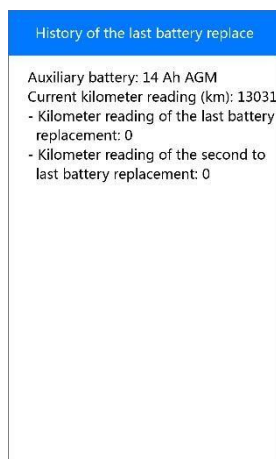 History of the last battery replace
Auxiliary battery: 14 Ah AGM
Current kilometer reading (km): 13031
- Kilometer reading of the last battery
replacement: 0
- Kilometer reading of the second to
last battery replacement: 0